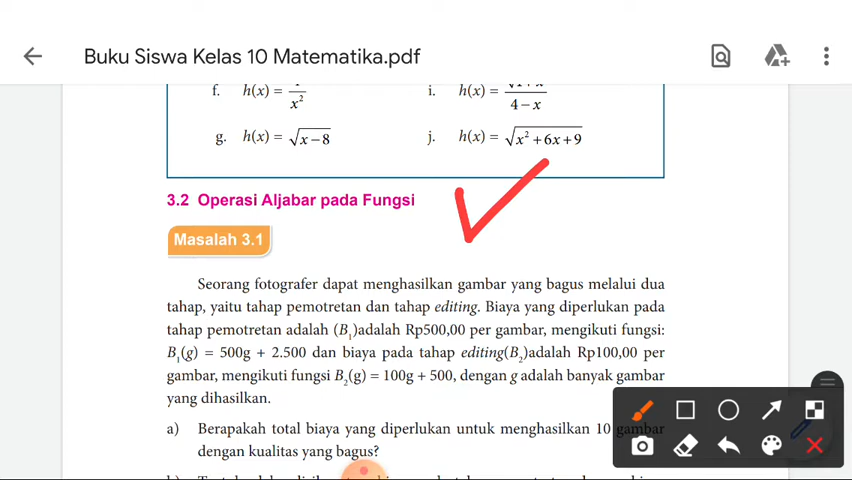 Buku Siswa Kelas 10 Matematika.pdf
f. h(x) = 1/x² i. h(x) = √1+x / 4 – x
g. h(x) = √x – 8 j. h(x) = √x² + 6x + 9
3.2 Operasi Aljabar pada Fungsi
Masalah 3.1
Seorang fotografer dapat menghasilkan gambar yang bagus melalui dua
tahap, yaitu tahap pemotretan dan tahap editing. Biaya yang diperlukan pada
tahap pemotretan adalah (B₁)adalah Rp500,00 per gambar, mengikuti fungsi:
B₁(g) = 500g + 2.500 dan biaya pada tahap editing(B₂)adalah Rp100,00 per
gambar, mengikuti fungsi B₂(g) = 100g + 500, dengan g adalah banyak gambar
yang dihasilkan.
a) Berapakah total biaya yang diperlukan untuk menghasilkan 10 gambar
dengan kualitas yang bagus?